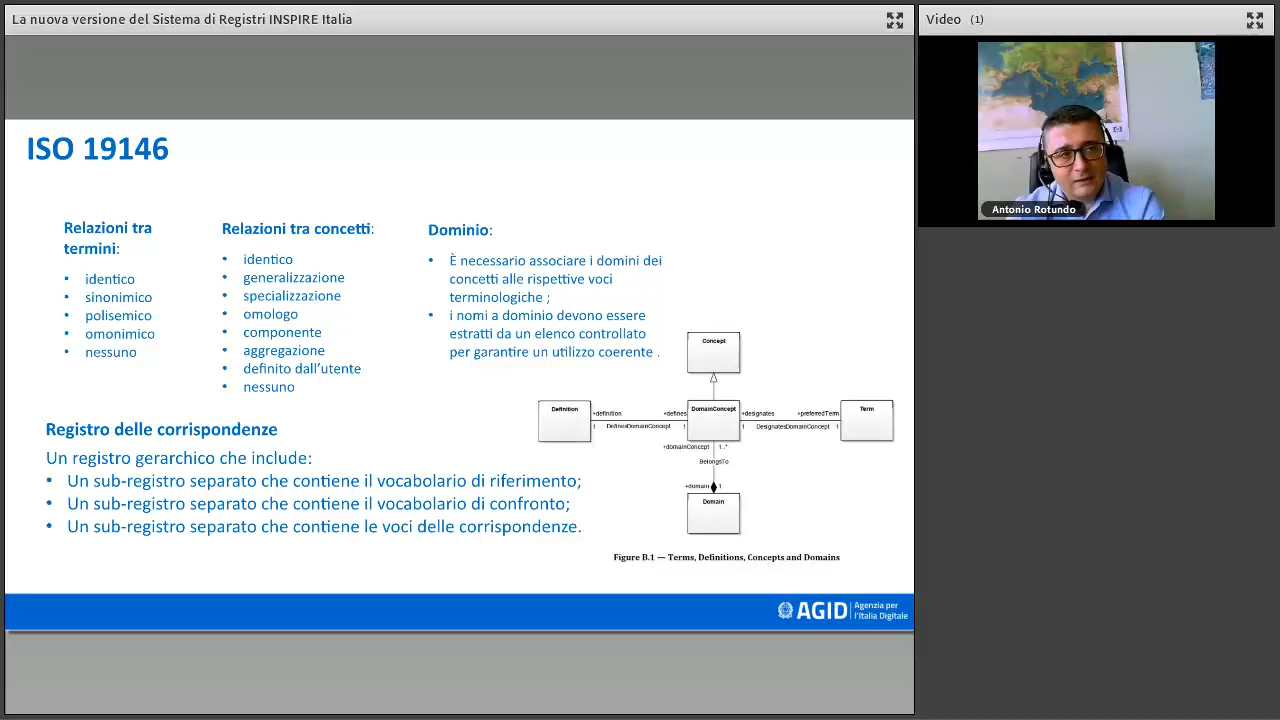 La nuova versione del Sistema di Registri INSPIRE Italia
Video (1)
Antonio Rotundo
ISO 19146
Relazioni tra
termini:
• identico
• sinonimico
• polisemico
• omonimico
• nessuno
Relazioni tra concetti:
• identico
• generalizzazione
• specializzazione
• omologo
• componente
• aggregazione
• definito dall'utente
• nessuno
Dominio:
• È necessario associare i domini dei
concetti alle rispettive voci
terminologiche ;
• i nomi a dominio devono essere
estratti da un elenco controllato
per garantire un utilizzo coerente .
Registro delle corrispondenze
Un registro gerarchico che include:
• Un sub-registro separato che contiene il vocabolario di riferimento;
• Un sub-registro separato che contiene il vocabolario di confronto;
• Un sub-registro separato che contiene le voci delle corrispondenze.
Concept
Definition
+definition
+defines
1
DefinesDomainConcept
1
DomainConcept
+designates
+preferredTerm
1
DesignatesDomainConcept
1
Term
+domainConcept
1..*
BelongsTo
+domain
1
Domain
Figure B.1 — Terms, Definitions, Concepts and Domains
AGID
Agenzia per
l'Italia Digitale